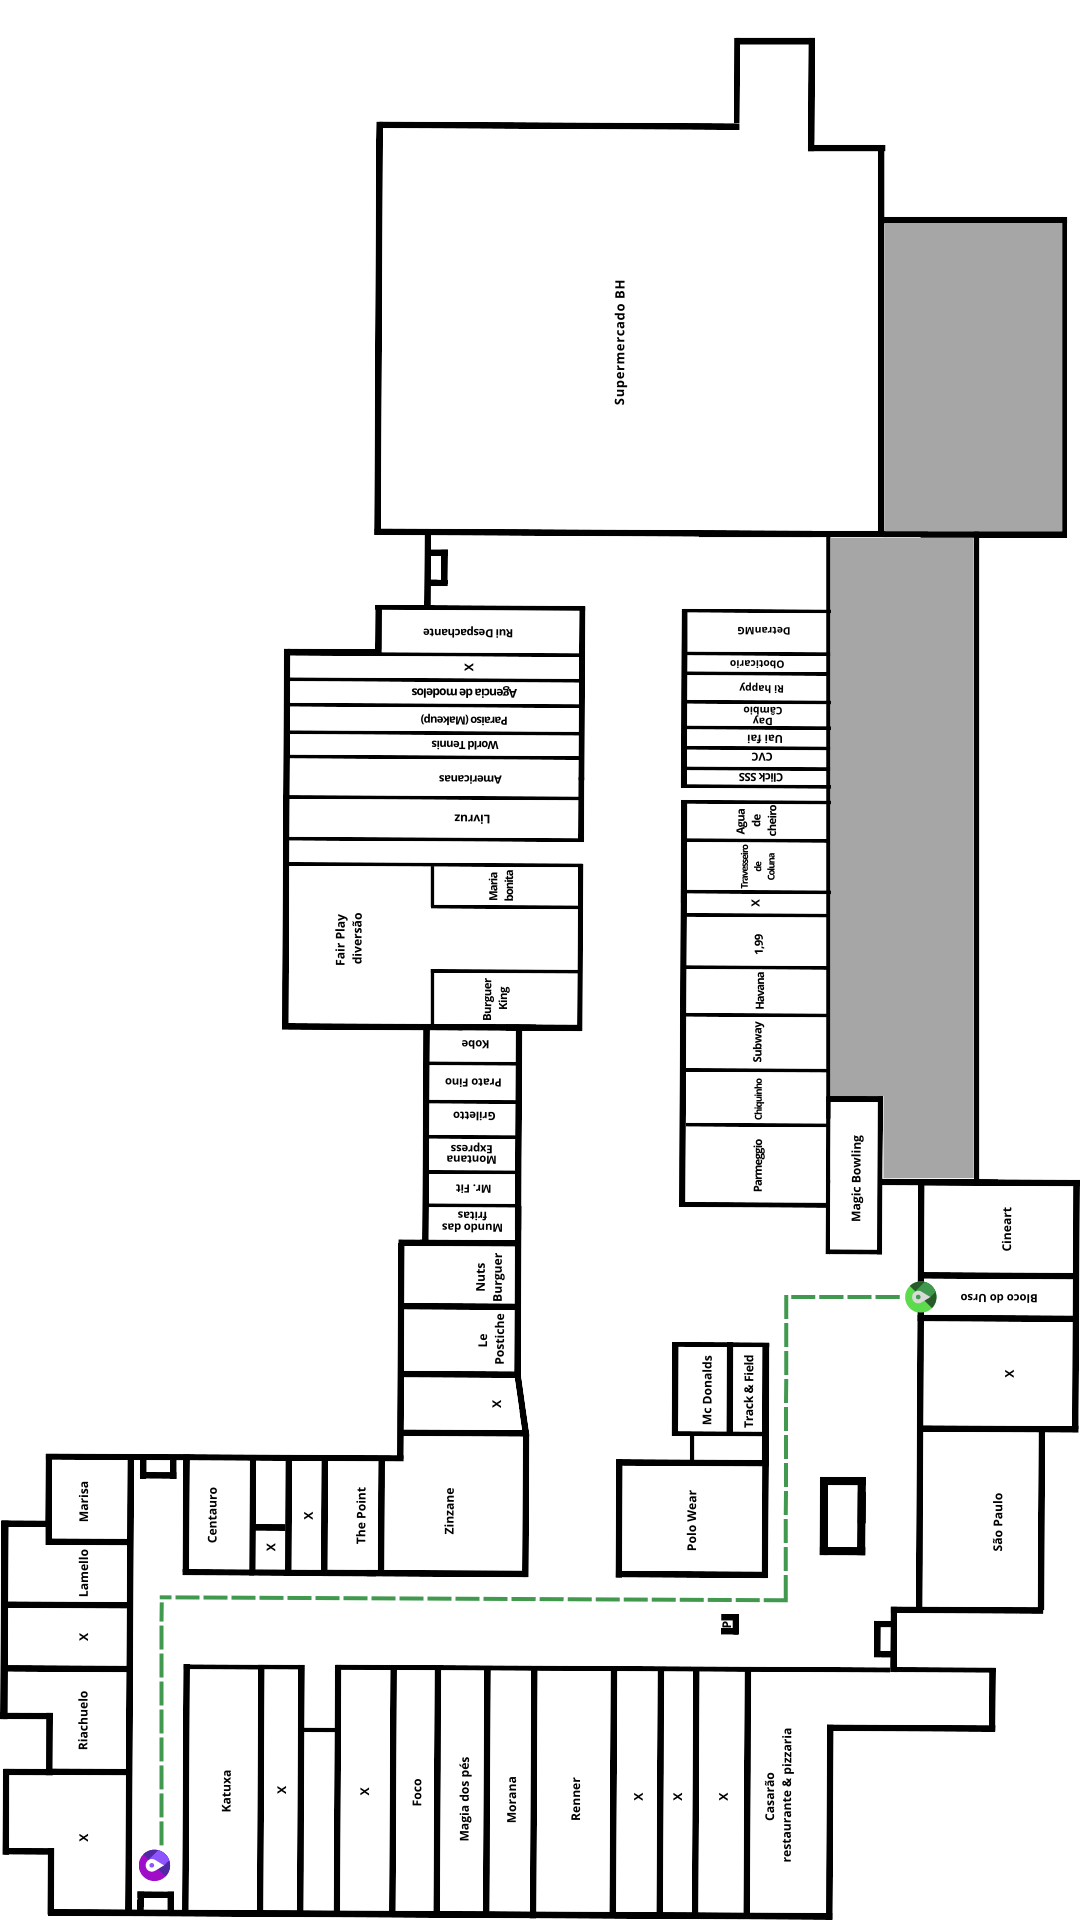 Supermercado BH
Rui Despachante
X
Agencia de modelos
Paraiso (Makeup)
World Tennis
Americanas
Livruz
DetranMG
Oboticario
Ri happy
Day
Câmbio
Uai fai
CVC
Click SSS
Agua
de
cheiro
Travesseiro
de
Coluna
X
1,99
Havana
Subway
Chiquinho
Parmeggio
Maria
bonita
Fair Play
diversão
Burguer
King
Kobe
Prato Fino
Griletto
Montana
Express
Mr. Fit
Mundo das
fritas
Nuts
Burguer
Le
Postiche
X
Zinzane
Magic Bowling
Cineart
Bloco do Urso
X
São Paulo
Mc Donalds
Track & Field
Polo Wear
P
Marisa
Lamello
X
Riachuelo
X
Centauro
X
X
The Point
Katuxa
X
X
Foco
Magia dos pés
Morana
Renner
X
X
X
Casarão
restaurante & pizzaria